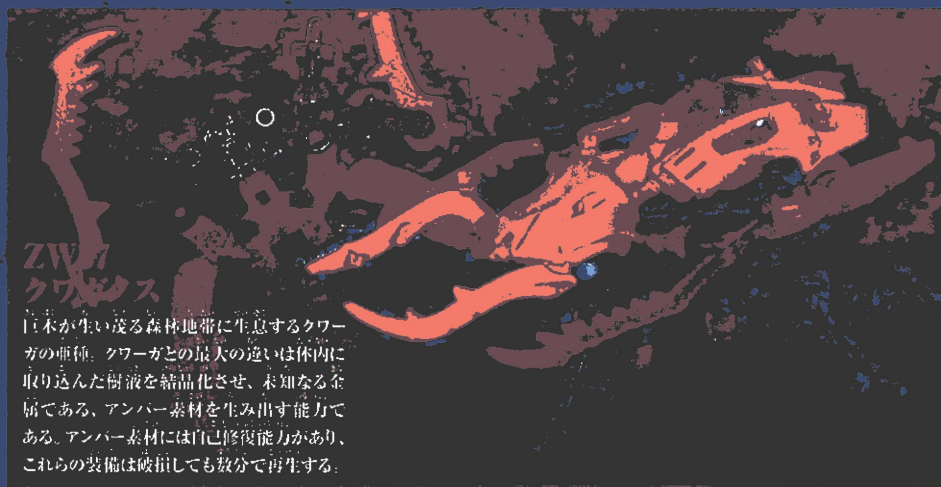 巨木が生い茂る森林地帯に生息するクワー
ガの亜種。クワーガとの最大の違いは体内に
取り込んだ樹液を結晶化させ、未知なる金
属である、アンバー素材を生み出す能力で
ある。アンバー素材には自己修復能力があり、
これらの装備は破損しても数分で再生する。